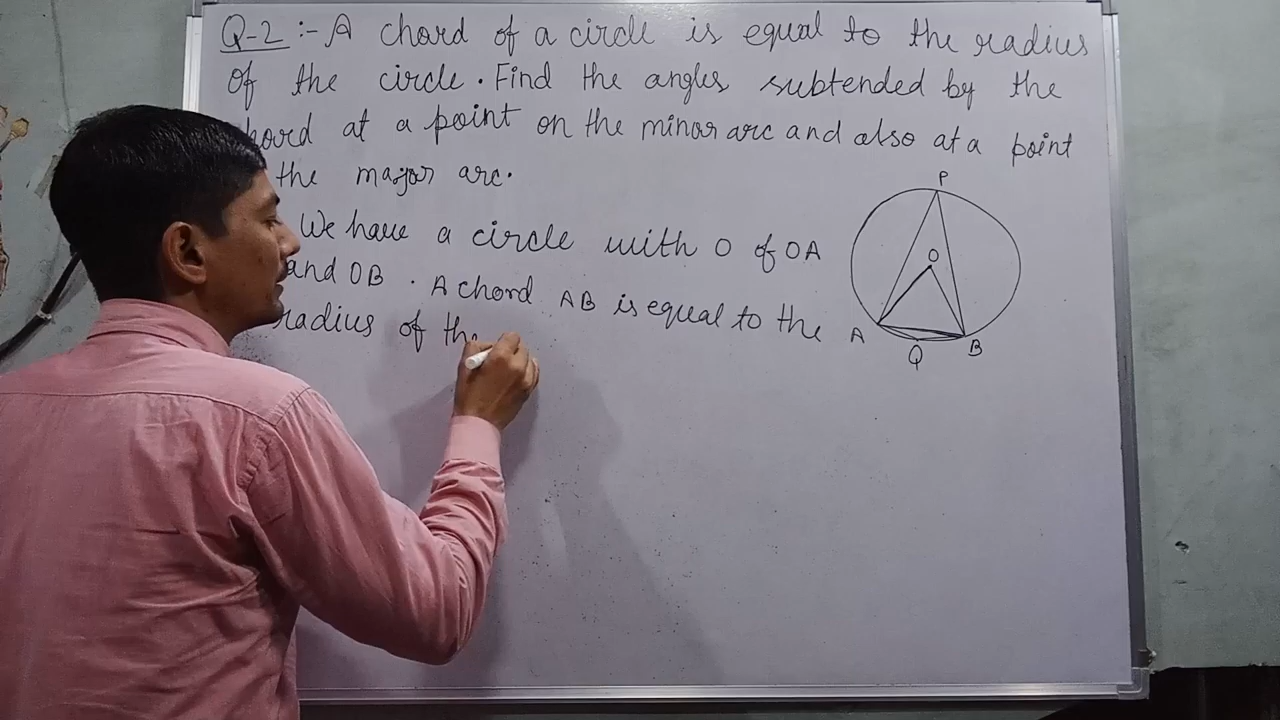 Q-2 :- A chord of a circle is equal to the radius
of the circle. Find the angles subtended by the
hord at a point on the minor arc and also at a point
the major arc.
We have a circle with O of OA
and OB. A chord AB is equal to the
radius of the
P
O
A
B
Q